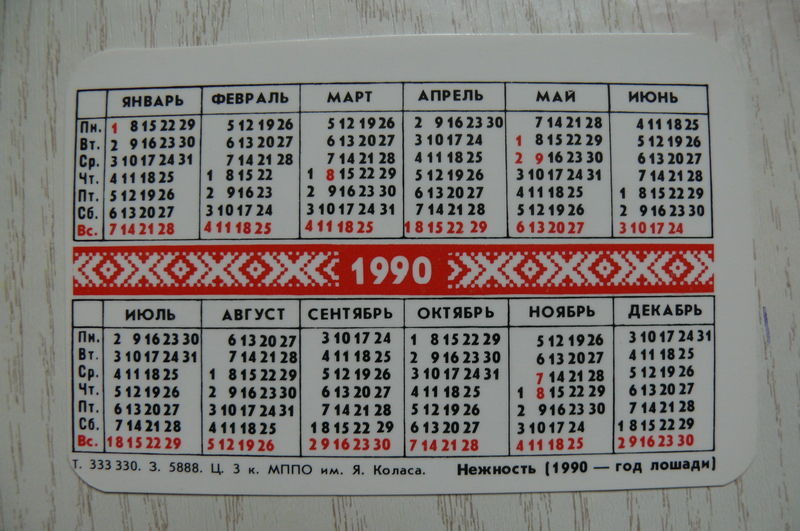 ЯНВАРЬ ФЕВРАЛЬ МАРТ АПРЕЛЬ МАЙ ИЮНЬ
Пн. 1 8 15 22 29 5 12 19 26 5 12 19 26 2 9 16 23 30 7 14 21 28 4 11 18 25
Вт. 2 9 16 23 30 6 13 20 27 6 13 20 27 3 10 17 24 1 8 15 22 29 5 12 19 26
Ср. 3 10 17 24 31 7 14 21 28 7 14 21 28 4 11 18 25 2 9 16 23 30 6 13 20 27
Чт. 4 11 18 25 1 8 15 22 1 8 15 22 29 5 12 19 26 3 10 17 24 31 7 14 21 28
Пт. 5 12 19 26 2 9 16 23 2 9 16 23 30 6 13 20 27 4 11 18 25 1 8 15 22 29
Сб. 6 13 20 27 3 10 17 24 3 10 17 24 31 7 14 21 28 5 12 19 26 2 9 16 23 30
Вс. 7 14 21 28 4 11 18 25 4 11 18 25 1 8 15 22 29 6 13 20 27 3 10 17 24
1990
ИЮЛЬ АВГУСТ СЕНТЯБРЬ ОКТЯБРЬ НОЯБРЬ ДЕКАБРЬ
Пн. 2 9 16 23 30 6 13 20 27 3 10 17 24 1 8 15 22 29 5 12 19 26 3 10 17 24 31
Вт. 3 10 17 24 31 7 14 21 28 4 11 18 25 2 9 16 23 30 6 13 20 27 4 11 18 25
Ср. 4 11 18 25 1 8 15 22 29 5 12 19 26 3 10 17 24 31 7 14 21 28 5 12 19 26
Чт. 5 12 19 26 2 9 16 23 30 6 13 20 27 4 11 18 25 1 8 15 22 29 6 13 20 27
Пт. 6 13 20 27 3 10 17 24 31 7 14 21 28 5 12 19 26 2 9 16 23 30 7 14 21 28
Сб. 7 14 21 28 4 11 18 25 1 8 15 22 29 6 13 20 27 3 10 17 24 1 8 15 22 29
Вс. 1 8 15 22 29 5 12 19 26 2 9 16 23 30 7 14 21 28 4 11 18 25 2 9 16 23 30
Т. 333 330. З. 5888. Ц. 3 к. МППО им. Я. Коласа. Нежность (1990 — год лошади)